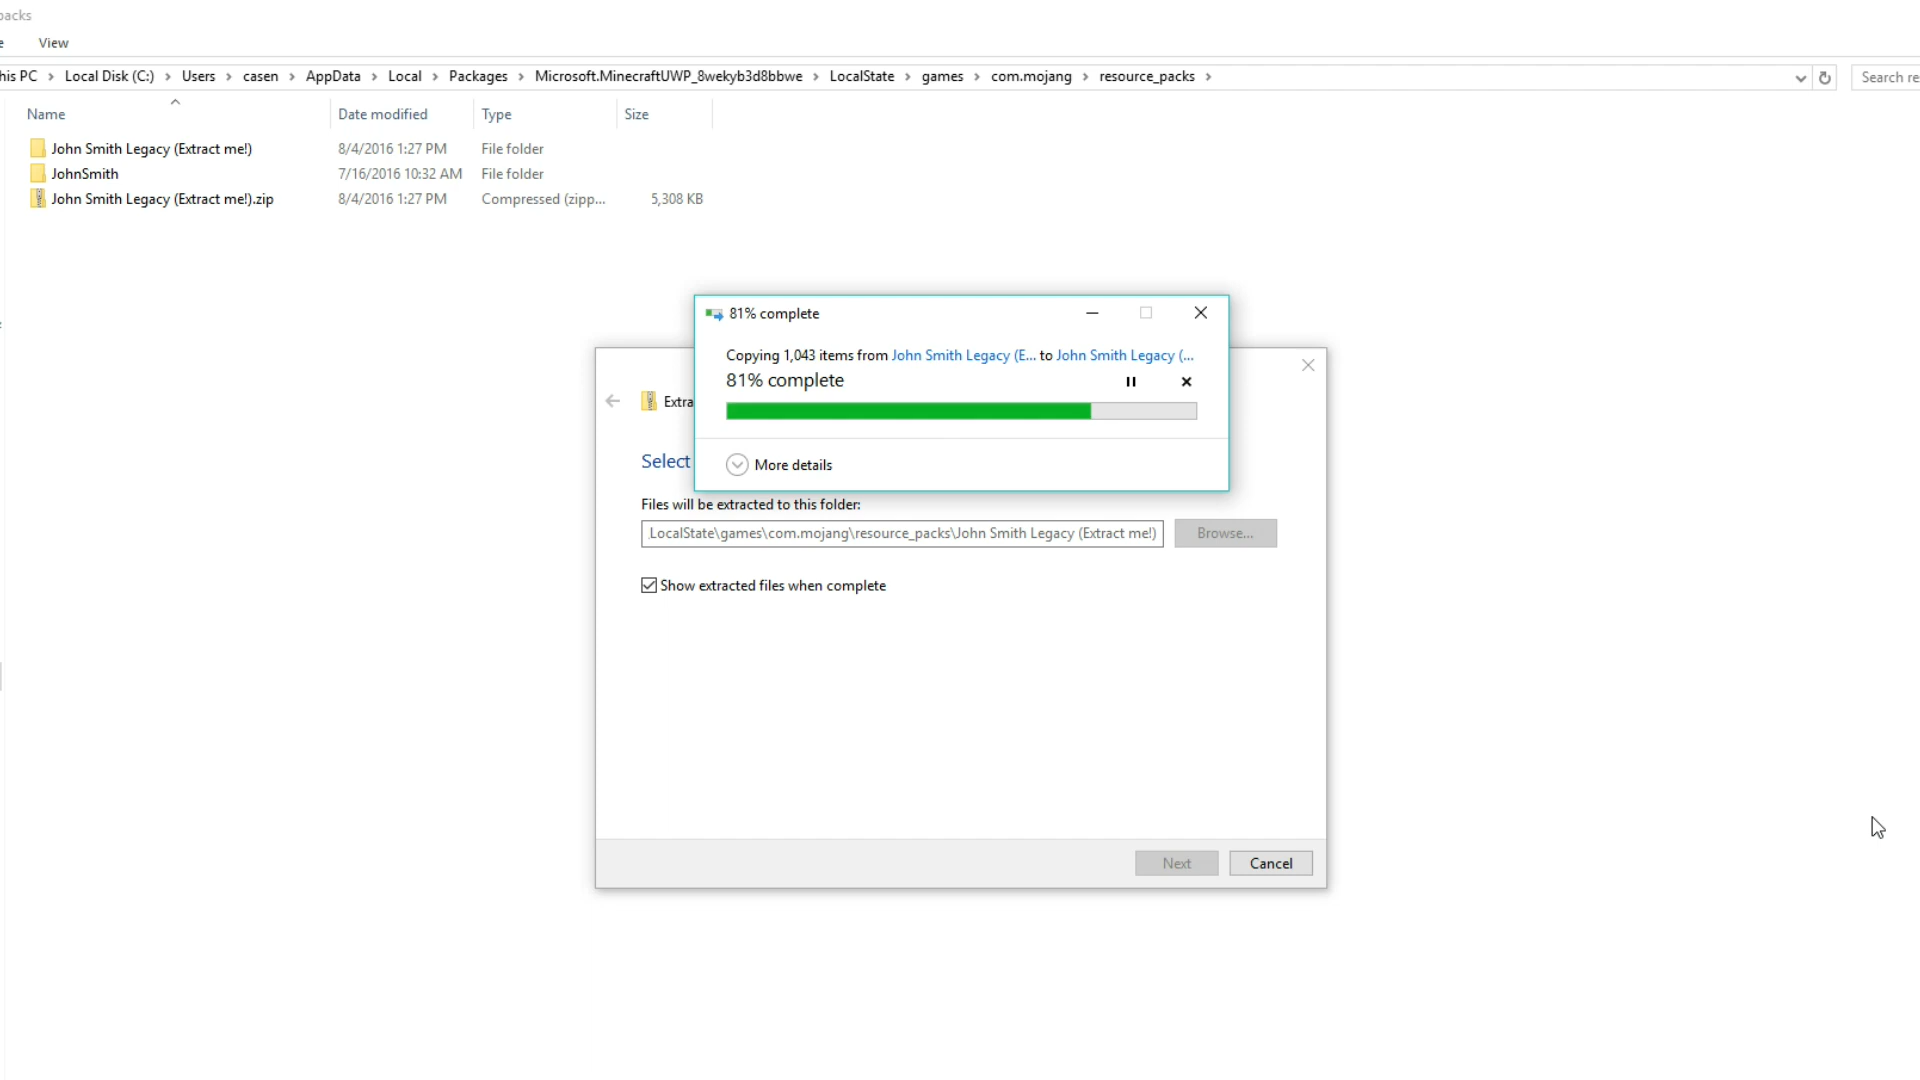 packs
View
his PC > Local Disk (C:) > Users > casen > AppData > Local > Packages > Microsoft.MinecraftUWP_8wekyb3d8bbwe > LocalState > games > com.mojang > resource_packs >
Search re
Name Date modified Type Size
John Smith Legacy (Extract me!) 8/4/2016 1:27 PM File folder
JohnSmith 7/16/2016 10:32 AM File folder
John Smith Legacy (Extract me!).zip 8/4/2016 1:27 PM Compressed (zipp... 5,308 KB
81% complete
Copying 1,043 items from John Smith Legacy (E... to John Smith Legacy (...
81% complete
More details
Extra
Select
Files will be extracted to this folder:
LocalState\games\com.mojang\resource_packs\John Smith Legacy (Extract me!) Browse...
Show extracted files when complete
Next Cancel